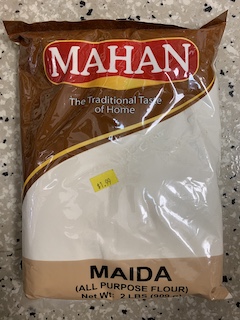 MAHAN
The Traditional Taste
of Home
$1.99
MAIDA
(ALL PURPOSE FLOUR)
Net Wt: 2 LBS